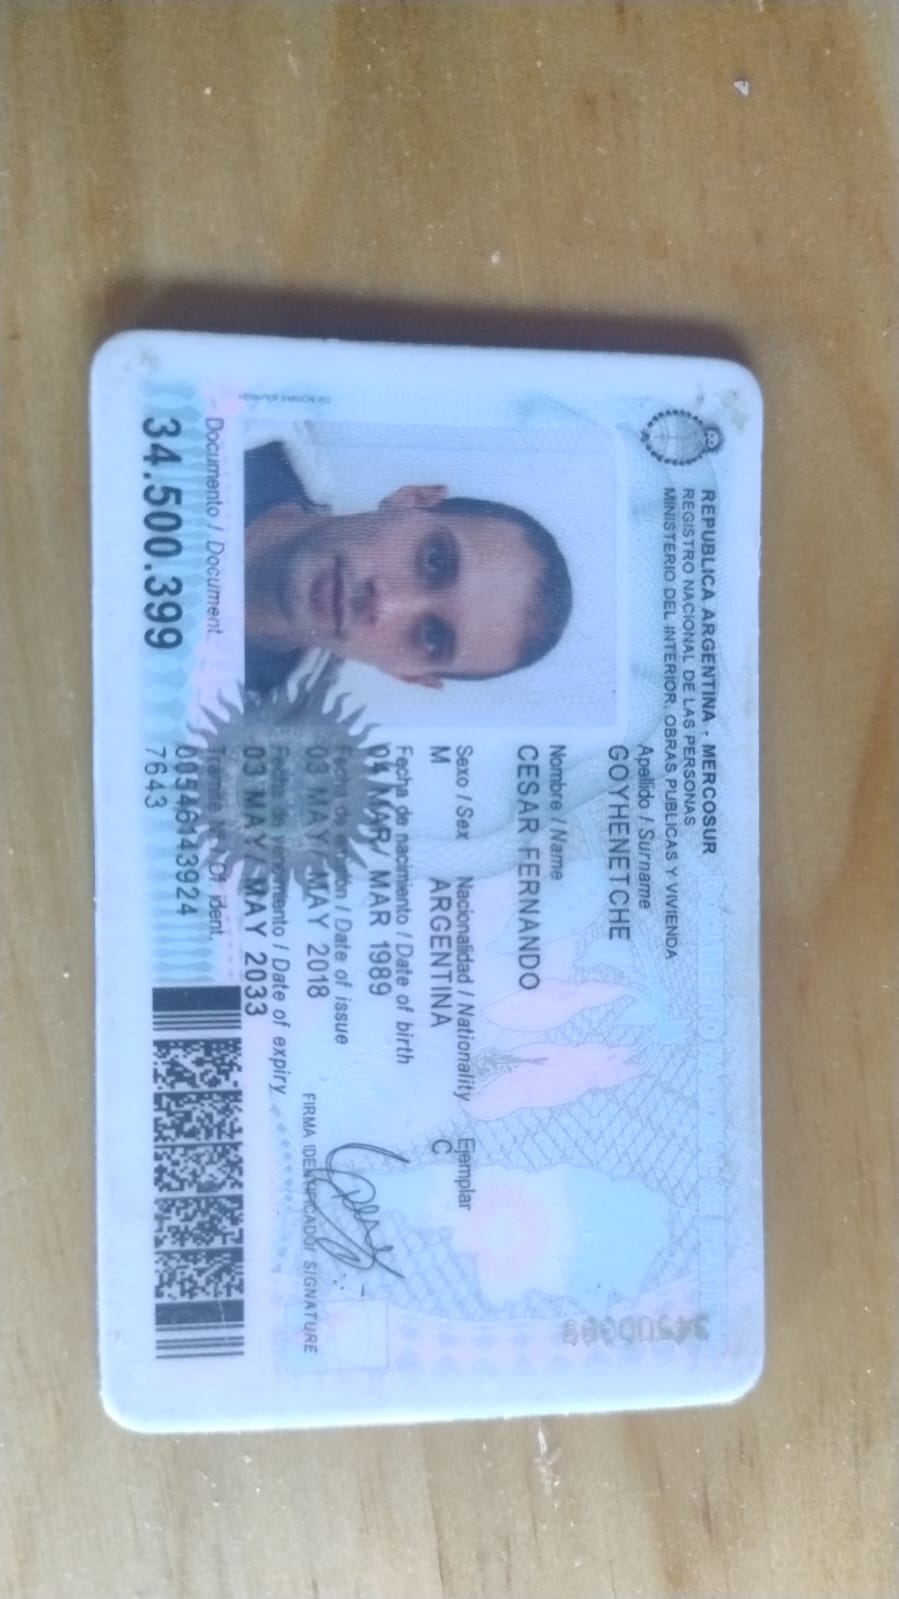 REPUBLICA ARGENTINA - MERCOSUR
REGISTRO NACIONAL DE LAS PERSONAS
MINISTERIO DEL INTERIOR, OBRAS PUBLICAS Y VIVIENDA
DOCUMENTO NACIONAL DE IDENTIDAD
Apellido / Surname
GOYHENETCHE
Nombre / Name
CESAR FERNANDO
Sexo / Sex Nacionalidad / Nationality Ejemplar
M ARGENTINA C
Fecha de nacimiento / Date of birth
04 MAR/ MAR 1989
Fecha de emisión / Date of issue
03 MAY/ MAY 2018
FIRMA IDENTIFICADO/ SIGNATURE
Fecha de vencimiento / Date of expiry
03 MAY/ MAY 2033
Documento / Document
34.500.399
Trámite Nº / Of. ident.
00546143924
7643